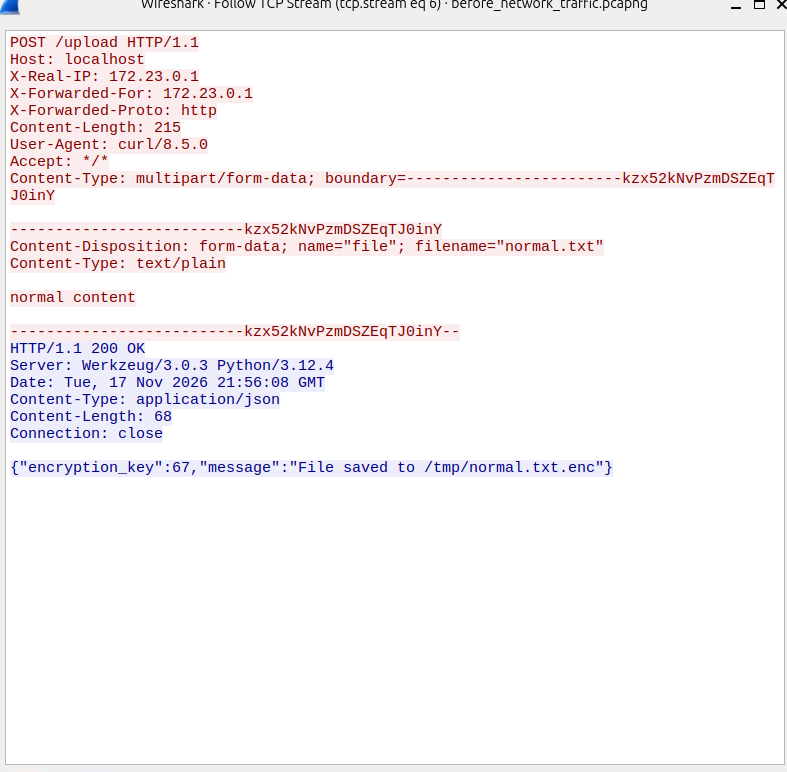 Wireshark · Follow TCP Stream (tcp.stream eq 6) · before_network_traffic.pcapng
POST /upload HTTP/1.1
Host: localhost
X-Real-IP: 172.23.0.1
X-Forwarded-For: 172.23.0.1
X-Forwarded-Proto: http
Content-Length: 215
User-Agent: curl/8.5.0
Accept: */*
Content-Type: multipart/form-data; boundary=------------------------kzx52kNvPzmDSZEqT
J0inY
--------------------------kzx52kNvPzmDSZEqTJ0inY
Content-Disposition: form-data; name="file"; filename="normal.txt"
Content-Type: text/plain
normal content
--------------------------kzx52kNvPzmDSZEqTJ0inY--
HTTP/1.1 200 OK
Server: Werkzeug/3.0.3 Python/3.12.4
Date: Tue, 17 Nov 2026 21:56:08 GMT
Content-Type: application/json
Content-Length: 68
Connection: close
{"encryption_key":67,"message":"File saved to /tmp/normal.txt.enc"}